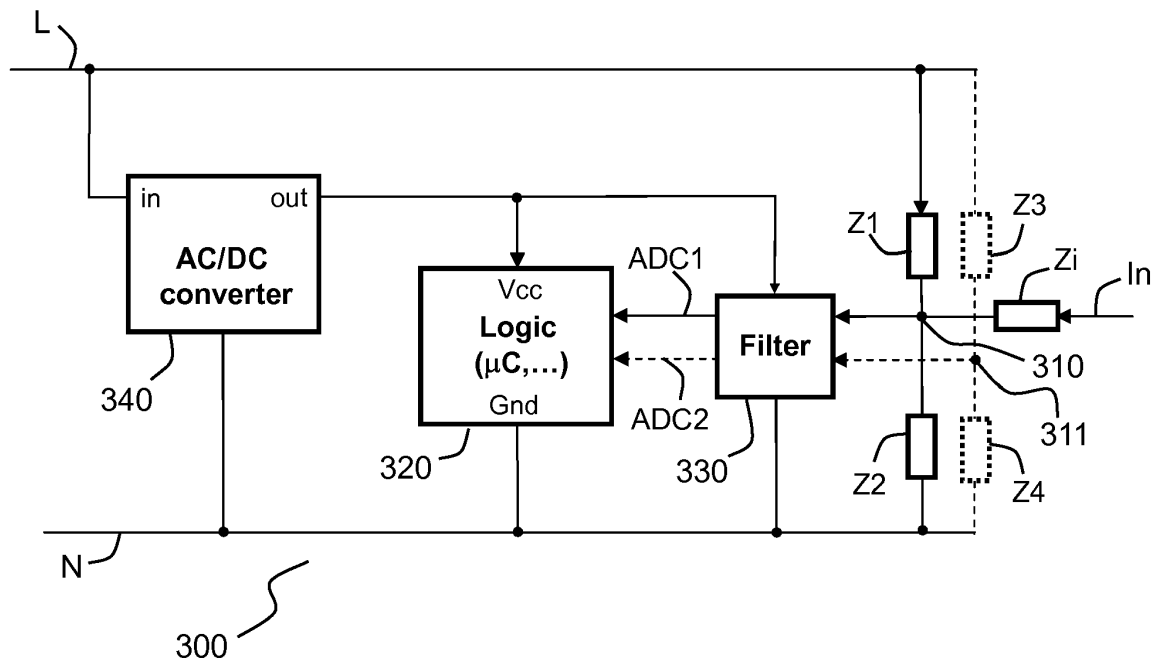 L
in
out
AC/DC
converter
340
Vcc
Logic
(μC,...)
Gnd
320
ADC1
ADC2
Filter
330
Z1
Z3
Zi
In
310
311
Z2
Z4
N
300